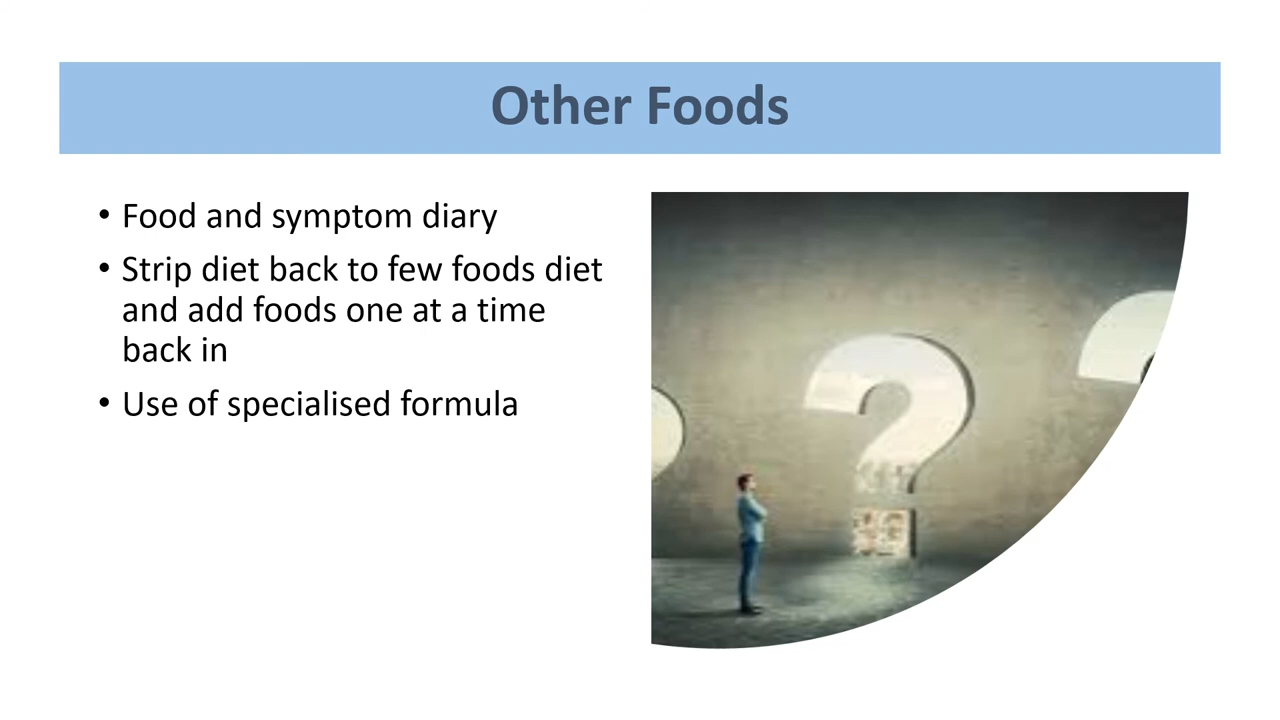 Other Foods
• Food and symptom diary
• Strip diet back to few foods diet
and add foods one at a time
back in
• Use of specialised formula